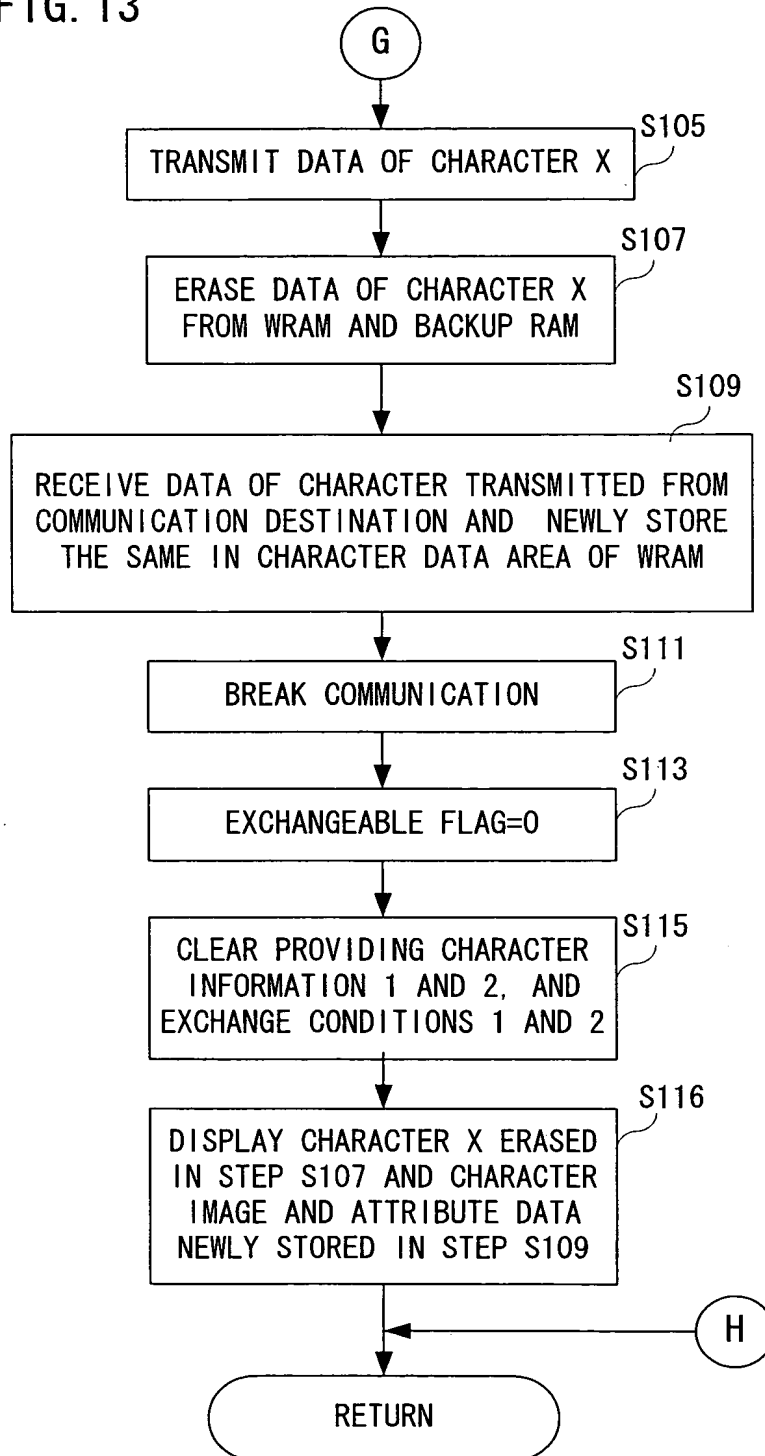 FIG. 13
G
S105
TRANSMIT DATA OF CHARACTER X
S107
ERASE DATA OF CHARACTER X
FROM WRAM AND BACKUP RAM
S109
RECEIVE DATA OF CHARACTER TRANSMITTED FROM
COMMUNICATION DESTINATION AND NEWLY STORE
THE SAME IN CHARACTER DATA AREA OF WRAM
S111
BREAK COMMUNICATION
S113
EXCHANGEABLE FLAG=0
S115
CLEAR PROVIDING CHARACTER
INFORMATION 1 AND 2, AND
EXCHANGE CONDITIONS 1 AND 2
S116
DISPLAY CHARACTER X ERASED
IN STEP S107 AND CHARACTER
IMAGE AND ATTRIBUTE DATA
NEWLY STORED IN STEP S109
H
RETURN